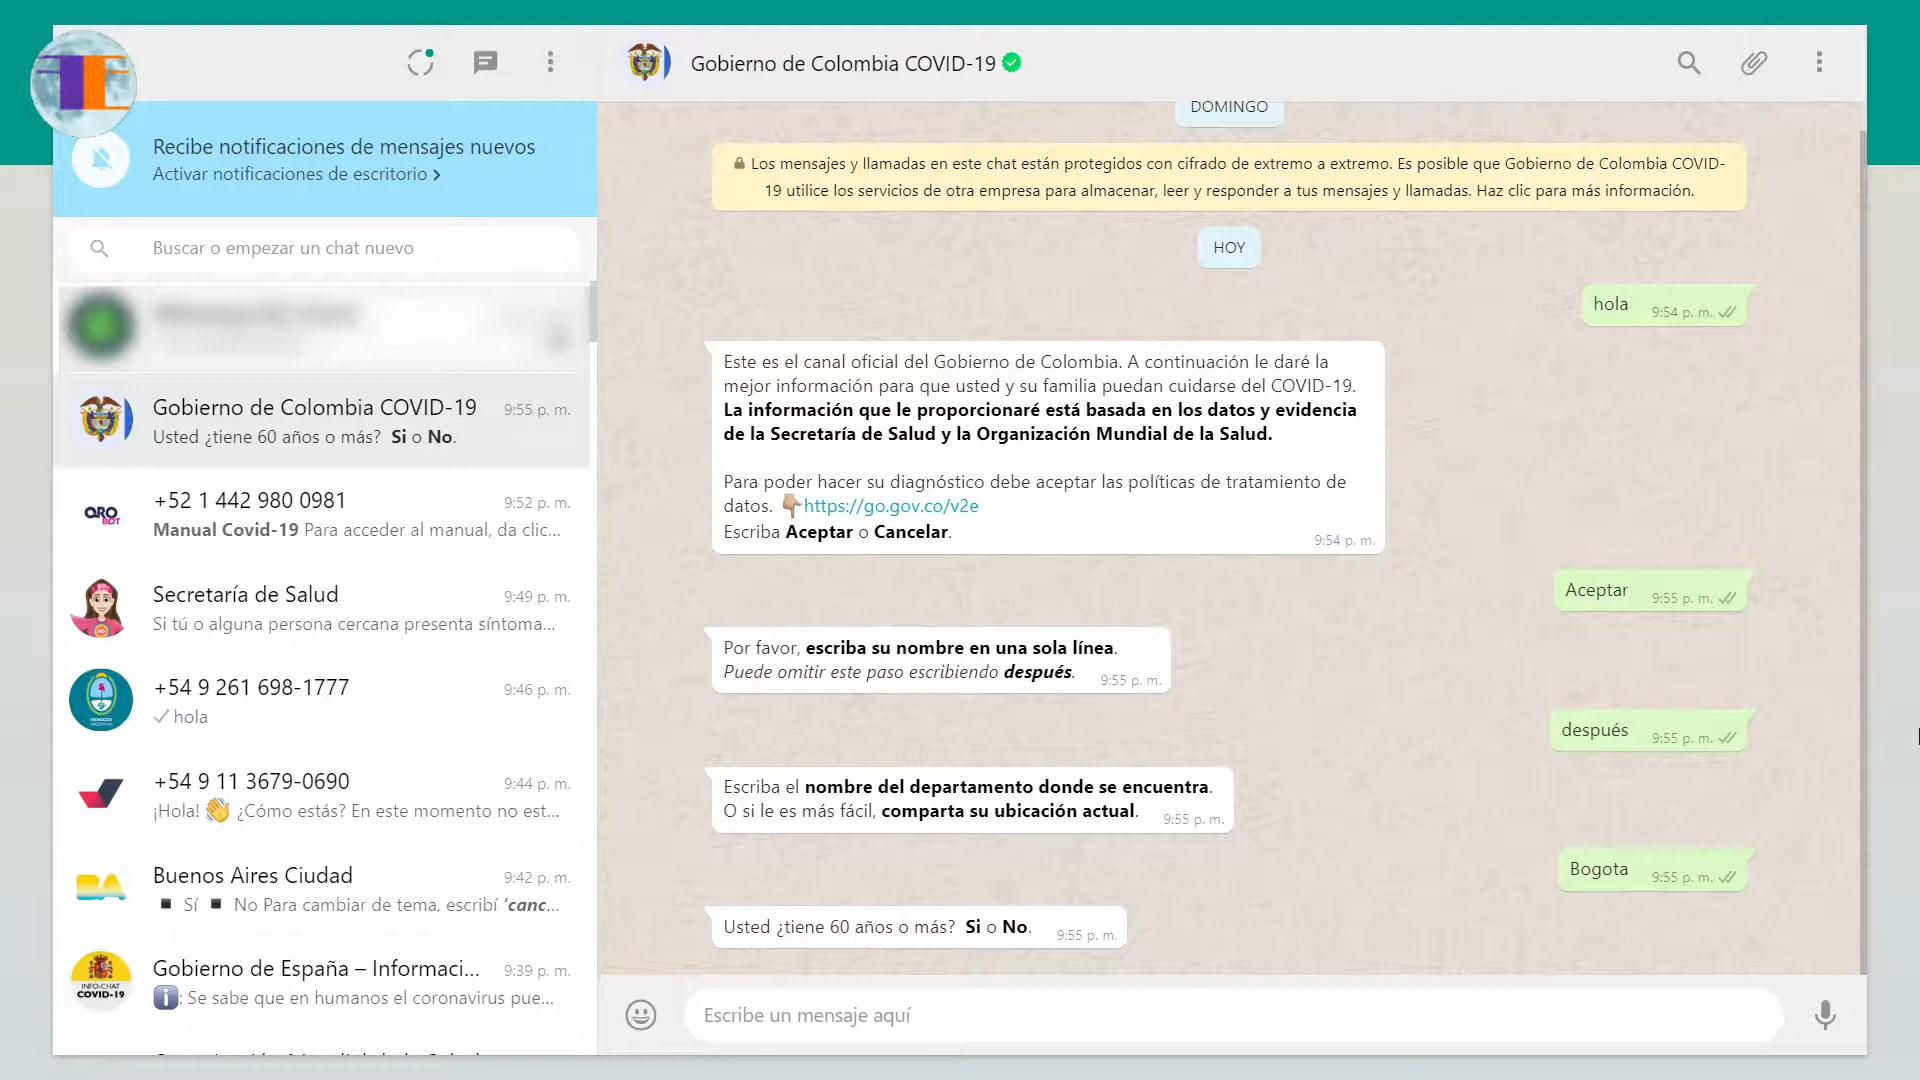 Recibe notificaciones de mensajes nuevos
Activar notificaciones de escritorio >
Buscar o empezar un chat nuevo
Gobierno de Colombia COVID-19 9:55 p. m.
Usted ¿tiene 60 años o más? Si o No.
QRO BOT
+52 1 442 980 0981 9:52 p. m.
Manual Covid-19 Para acceder al manual, da clic...
Secretaría de Salud 9:49 p. m.
Si tú o alguna persona cercana presenta síntoma...
+54 9 261 698-1777 9:46 p. m.
hola
+54 9 11 3679-0690 9:44 p. m.
¡Hola! 👋 ¿Cómo estás? En este momento no est...
BA
Buenos Aires Ciudad 9:42 p. m.
▪ Sí ▪ No Para cambiar de tema, escribí 'canc...
INFO-CHAT
COVID-19
Gobierno de España – Informaci... 9:39 p. m.
ℹ: Se sabe que en humanos el coronavirus pue...
Gobierno de Colombia COVID-19
DOMINGO
Los mensajes y llamadas en este chat están protegidos con cifrado de extremo a extremo. Es posible que Gobierno de Colombia COVID-
19 utilice los servicios de otra empresa para almacenar, leer y responder a tus mensajes y llamadas. Haz clic para más información.
HOY
hola 9:54 p. m.
Este es el canal oficial del Gobierno de Colombia. A continuación le daré la
mejor información para que usted y su familia puedan cuidarse del COVID-19.
La información que le proporcionaré está basada en los datos y evidencia
de la Secretaría de Salud y la Organización Mundial de la Salud.
Para poder hacer su diagnóstico debe aceptar las políticas de tratamiento de
datos. 👇🏼https://go.gov.co/v2e
Escriba Aceptar o Cancelar.
9:54 p. m.
Aceptar 9:55 p. m.
Por favor, escriba su nombre en una sola línea.
Puede omitir este paso escribiendo después. 9:55 p. m.
después 9:55 p. m.
Escriba el nombre del departamento donde se encuentra.
O si le es más fácil, comparta su ubicación actual. 9:55 p. m.
Bogota 9:55 p. m.
Usted ¿tiene 60 años o más? Si o No. 9:55 p. m.
Escribe un mensaje aquí